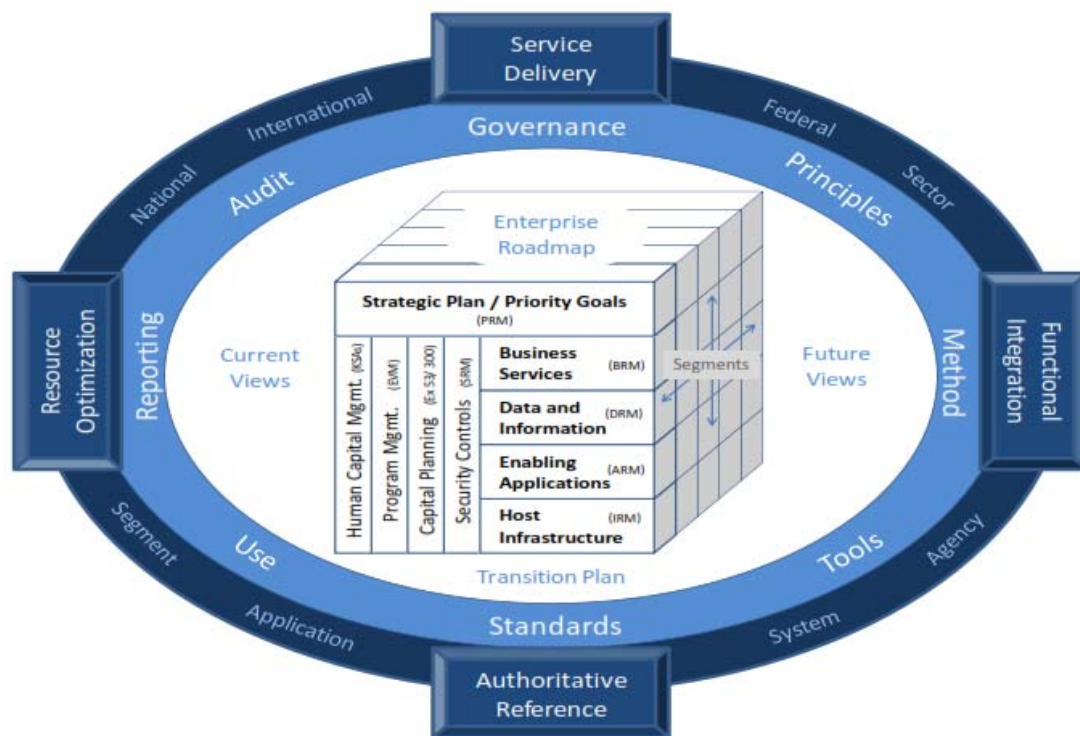 Service
Delivery
International
Federal
National
Sector
Governance
Audit
Principles
Enterprise
Roadmap
Strategic Plan / Priority Goals
(PRM)
Resource
Optimization
Reporting
Current
Views
Human Capital Mgmt. (KSAs)
Program Mgmt. (EVM)
Capital Planning (Ex 53/ 300)
Security Controls (SRM)
Business
Services (BRM)
Data and
Information (DRM)
Enabling
Applications (ARM)
Host
Infrastructure (IRM)
Segments
Future
Views
Method
Functional
Integration
Segment
Use
Transition Plan
Tools
Agency
Application
Standards
System
Authoritative
Reference